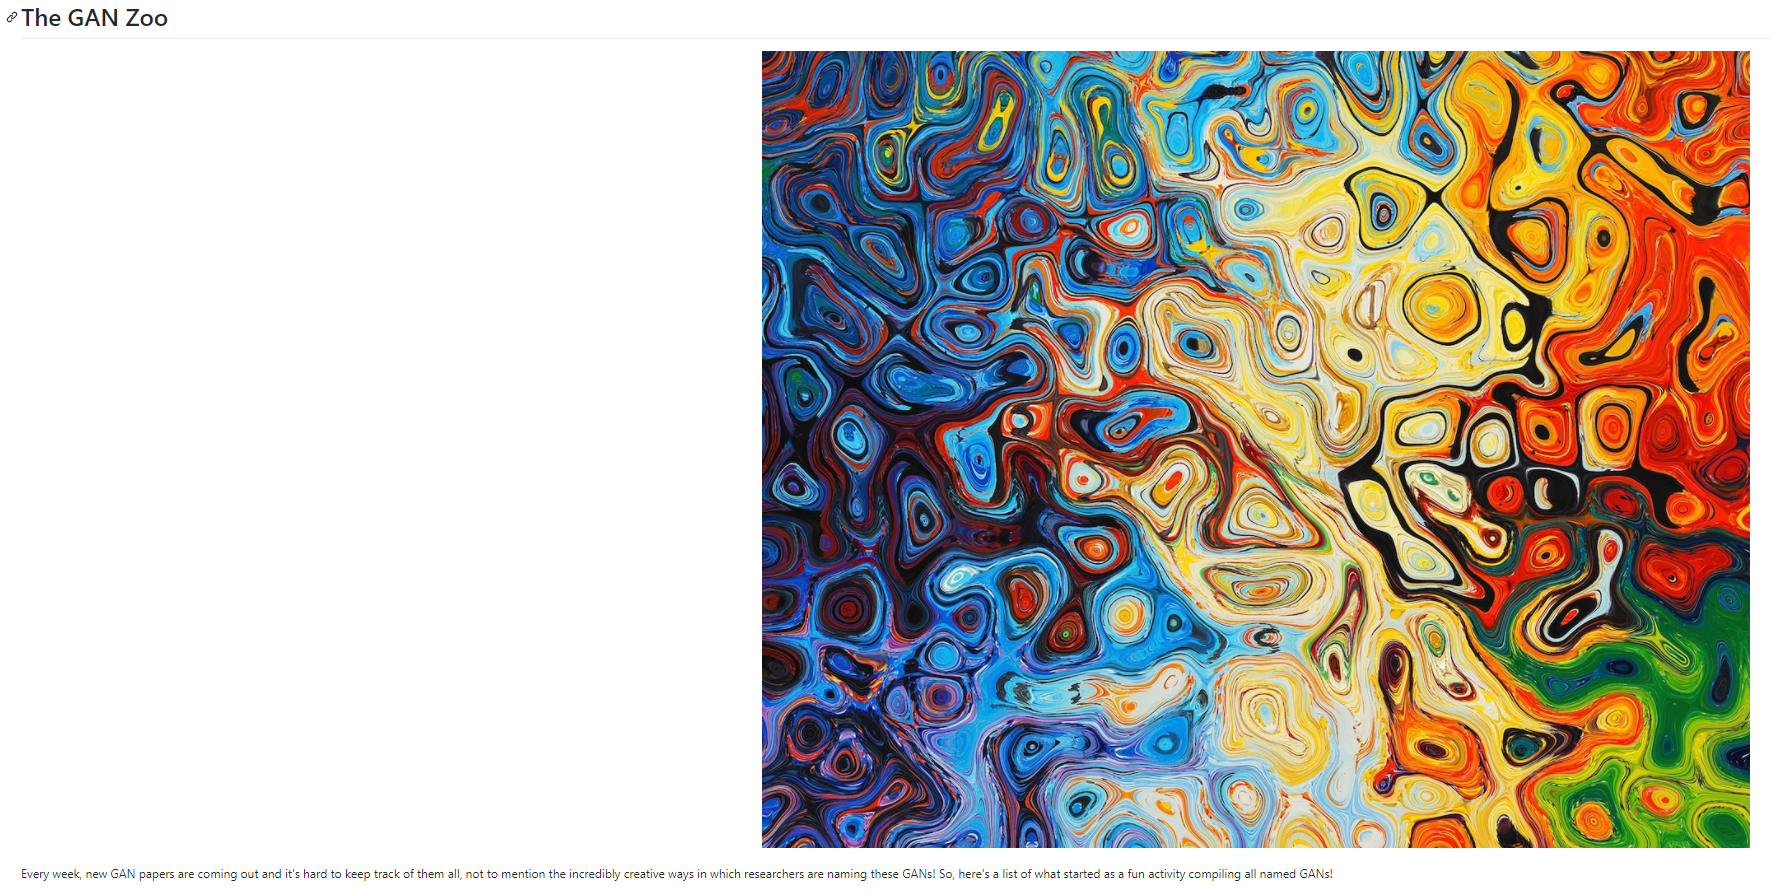 The GAN Zoo
Every week, new GAN papers are coming out and it's hard to keep track of them all, not to mention the incredibly creative ways in which researchers are naming these GANs! So, here's a list of what started as a fun activity compiling all named GANs!